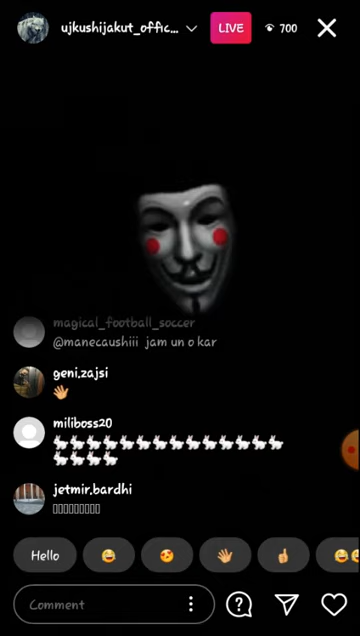 ujkushijakut_offic...
LIVE
700
magical_football_soccer
@manecaushiii jam un o kar
geni.zajsi
👋
miliboss20
🐇🐇🐇🐇🐇🐇🐇🐇🐇🐇🐇🐇🐇🐇
🐇🐇🐇🐇
jetmir.bardhi
Hello
Comment